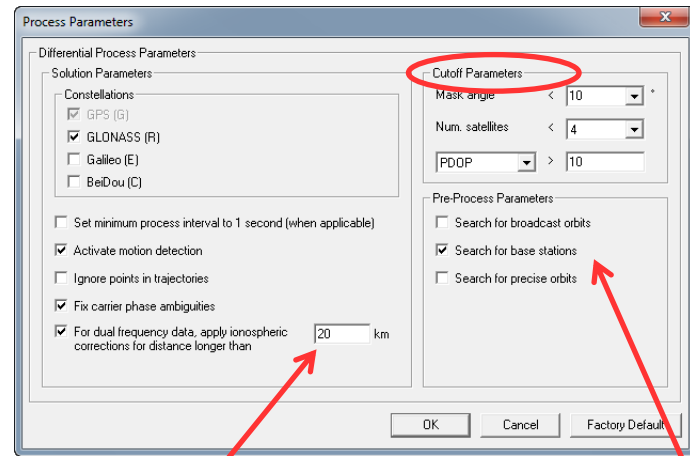 Process Parameters
x
Differential Process Parameters
Solution Parameters
Constellations
GPS (G)
GLONASS (R)
Galileo (E)
BeiDou (C)
Set minimum process interval to 1 second (when applicable)
Activate motion detection
Ignore points in trajectories
Fix carrier phase ambiguities
For dual frequency data, apply ionospheric
corrections for distance longer than
20 km
Cutoff Parameters
Mask angle < 10 °
Num. satellites < 4
PDOP > 10
Pre-Process Parameters
Search for broadcast orbits
Search for base stations
Search for precise orbits
OK Cancel Factory Default